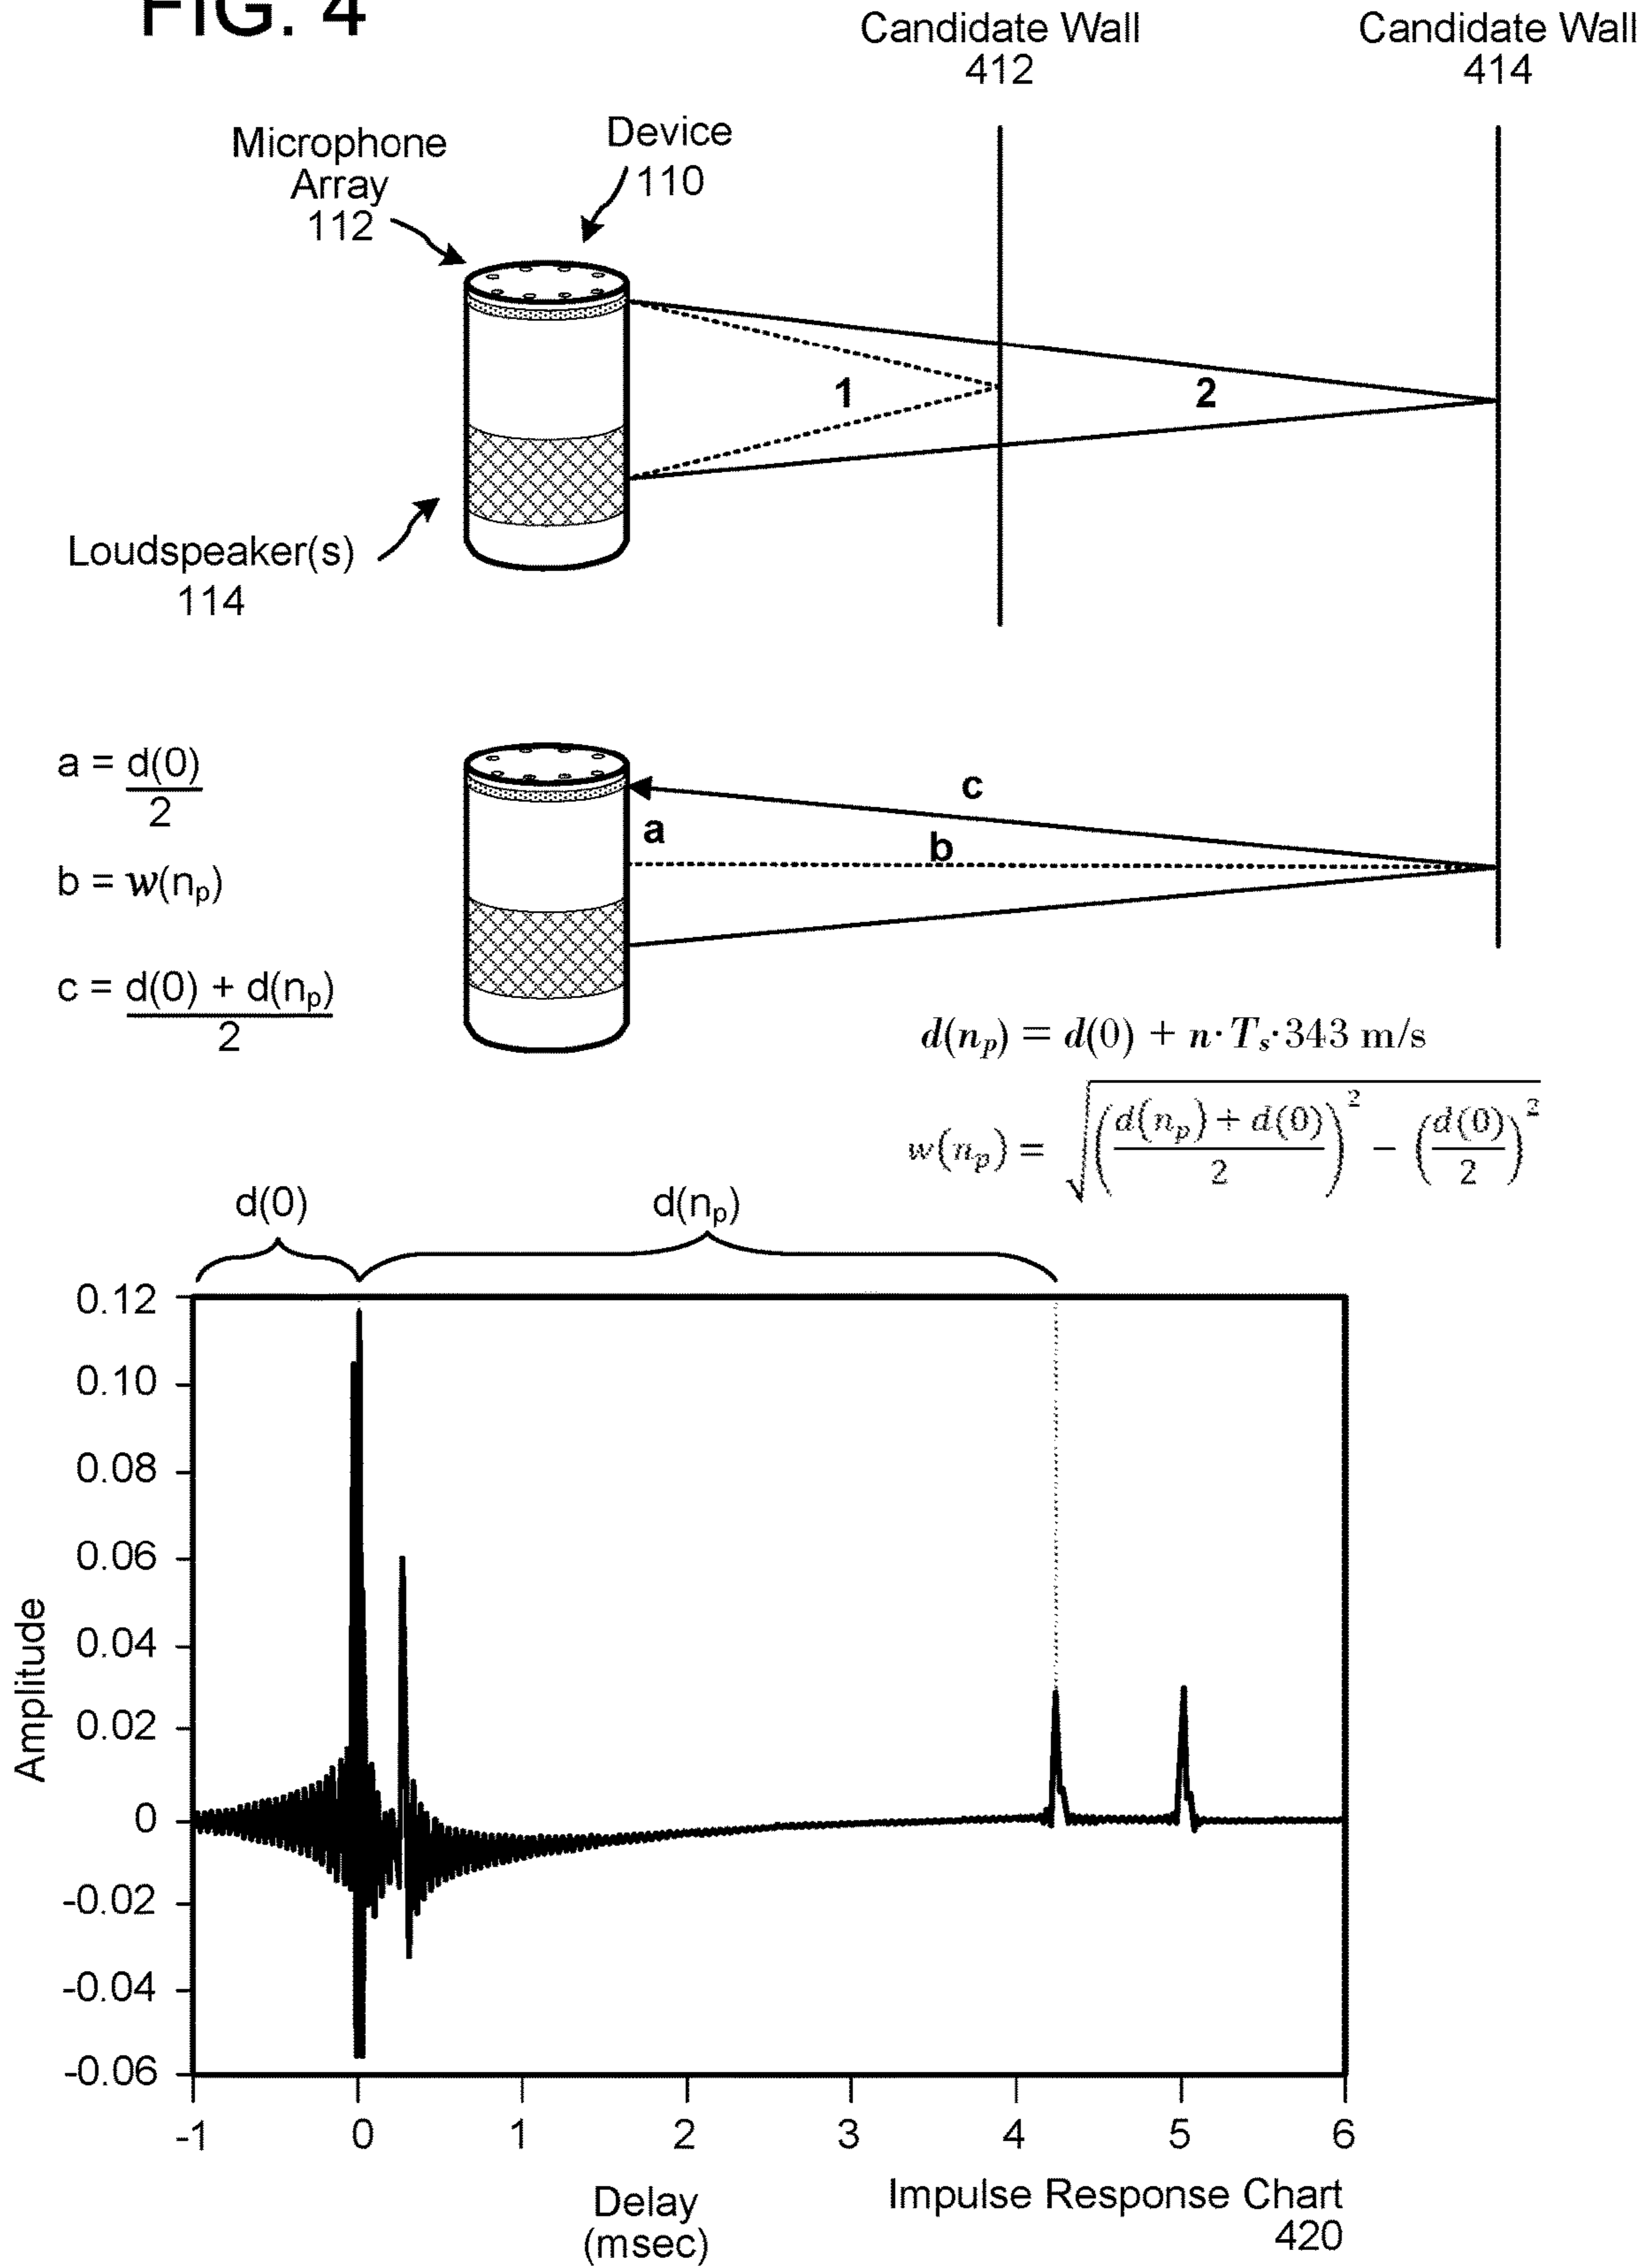 FIG. 4
Candidate Wall
412
Candidate Wall
414
Microphone
Array
112
Device
110
1
2
Loudspeaker(s)
114
a = d(0)
2
b = w(nₚ)
c = d(0) + d(nₚ)
2
c
a
b
d(nₚ) = d(0) + n·Tₛ·343 m/s
w(nₚ) = √((d(nₚ) + d(0))/2)² − (d(0)/2)²
d(0)
d(nₚ)
0.12
0.10
0.08
0.06
0.04
0.02
0
-0.02
-0.04
-0.06
Amplitude
-1 0 1 2 3 4 5 6
Delay
(msec)
Impulse Response Chart
420